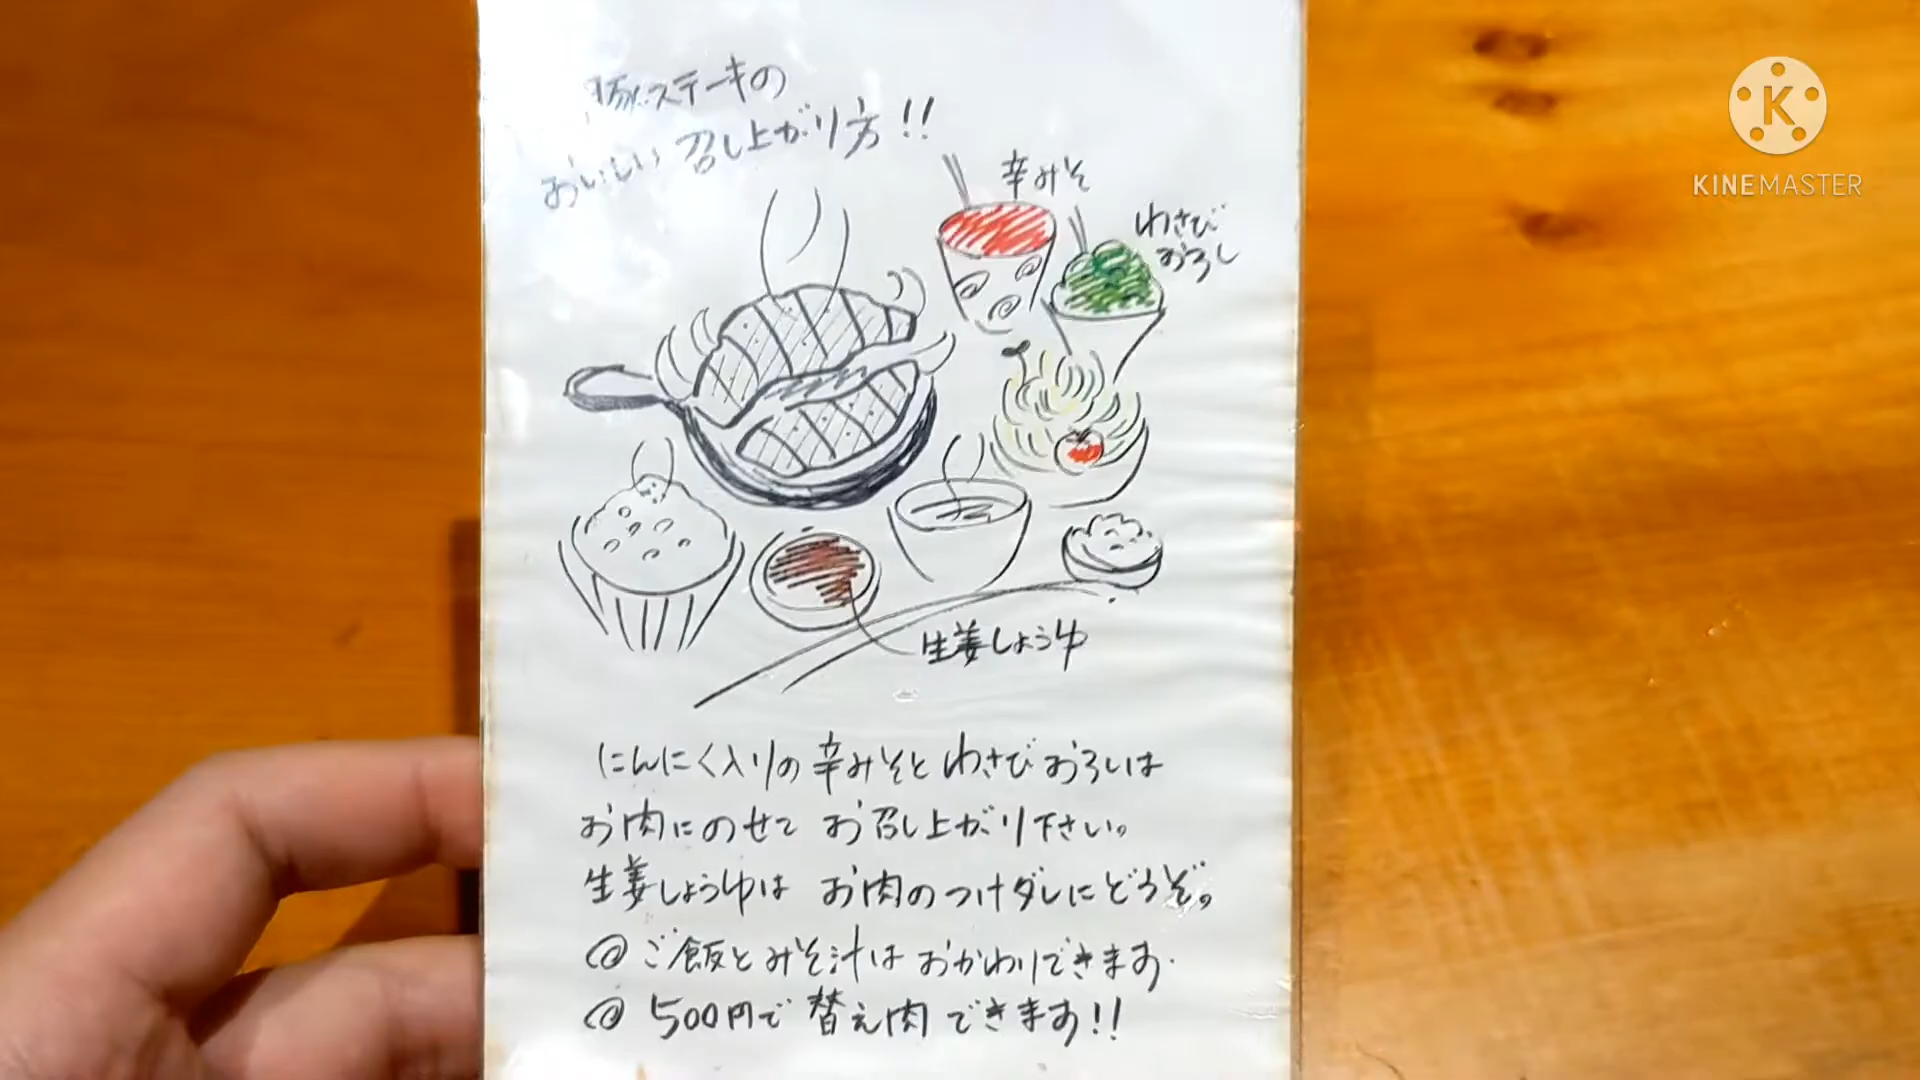 豚ステーキの
おいしい 召し上がり方!!
辛みそ
わさび
おろし
生姜しょうゆ
にんにく入りの辛みそとわさびおろしは
お肉にのせて お召し上がり下さい。
生姜しょうゆは お肉のつけダレにどうぞ。
◎ご飯とみそ汁は おかわりできます.
◎500円で替え肉できます!!
K
KINEMASTER